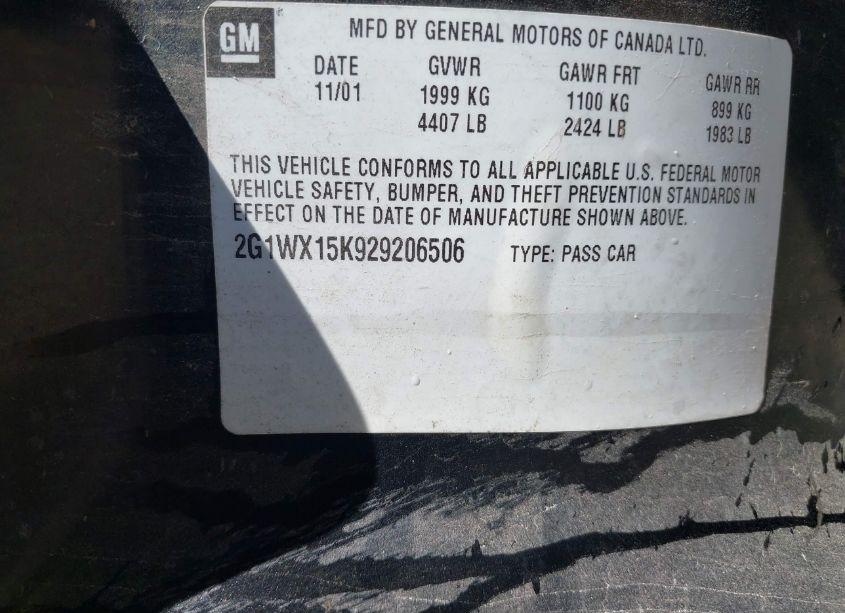 GM
MFD BY GENERAL MOTORS OF CANADA LTD.
DATE GVWR GAWR FRT GAWR RR
11/01 1999 KG 1100 KG 899 KG
4407 LB 2424 LB 1983 LB
THIS VEHICLE CONFORMS TO ALL APPLICABLE U.S. FEDERAL MOTOR
VEHICLE SAFETY, BUMPER, AND THEFT PREVENTION STANDARDS IN
EFFECT ON THE DATE OF MANUFACTURE SHOWN ABOVE.
2G1WX15K929206506 TYPE: PASS CAR